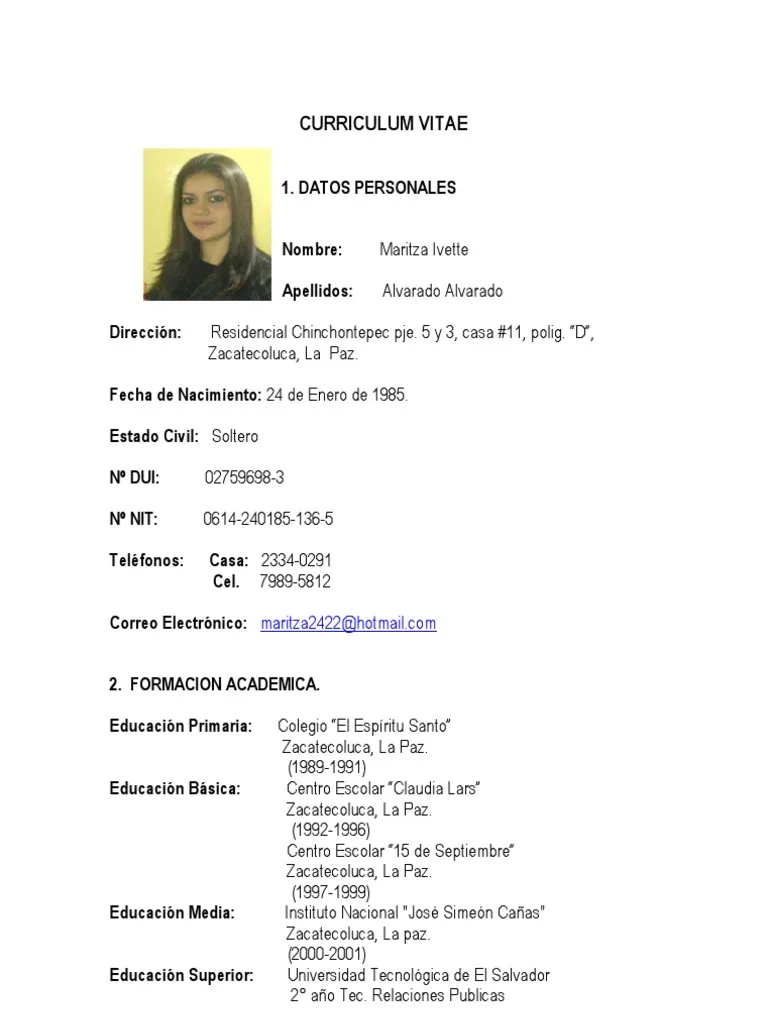 CURRICULUM VITAE
1. DATOS PERSONALES
Nombre: Maritza Ivette
Apellidos: Alvarado Alvarado
Dirección: Residencial Chinchontepec pje. 5 y 3, casa #11, polig. “D”,
Zacatecoluca, La Paz.
Fecha de Nacimiento: 24 de Enero de 1985.
Estado Civil: Soltero
Nº DUI: 02759698-3
Nº NIT: 0614-240185-136-5
Teléfonos: Casa: 2334-0291
Cel. 7989-5812
Correo Electrónico: maritza2422@hotmail.com
2. FORMACION ACADEMICA.
Educación Primaria: Colegio “El Espíritu Santo”
Zacatecoluca, La Paz.
(1989-1991)
Educación Básica: Centro Escolar “Claudia Lars”
Zacatecoluca, La Paz.
(1992-1996)
Centro Escolar “15 de Septiembre”
Zacatecoluca, La Paz.
(1997-1999)
Educación Media: Instituto Nacional "José Simeón Cañas”
Zacatecoluca, La paz.
(2000-2001)
Educación Superior: Universidad Tecnológica de El Salvador
2° año Tec. Relaciones Publicas